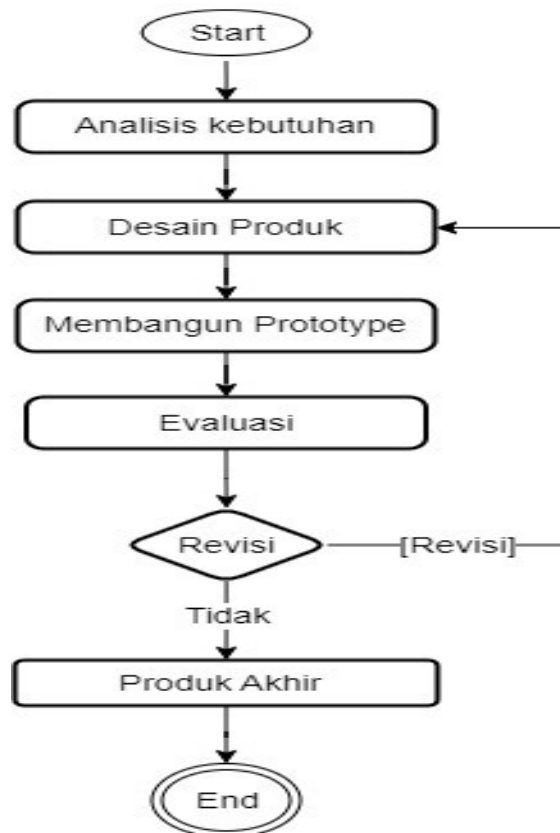 Start
Analisis kebutuhan
Desain Produk
Membangun Prototype
Evaluasi
Revisi
[Revisi]
Tidak
Produk Akhir
End